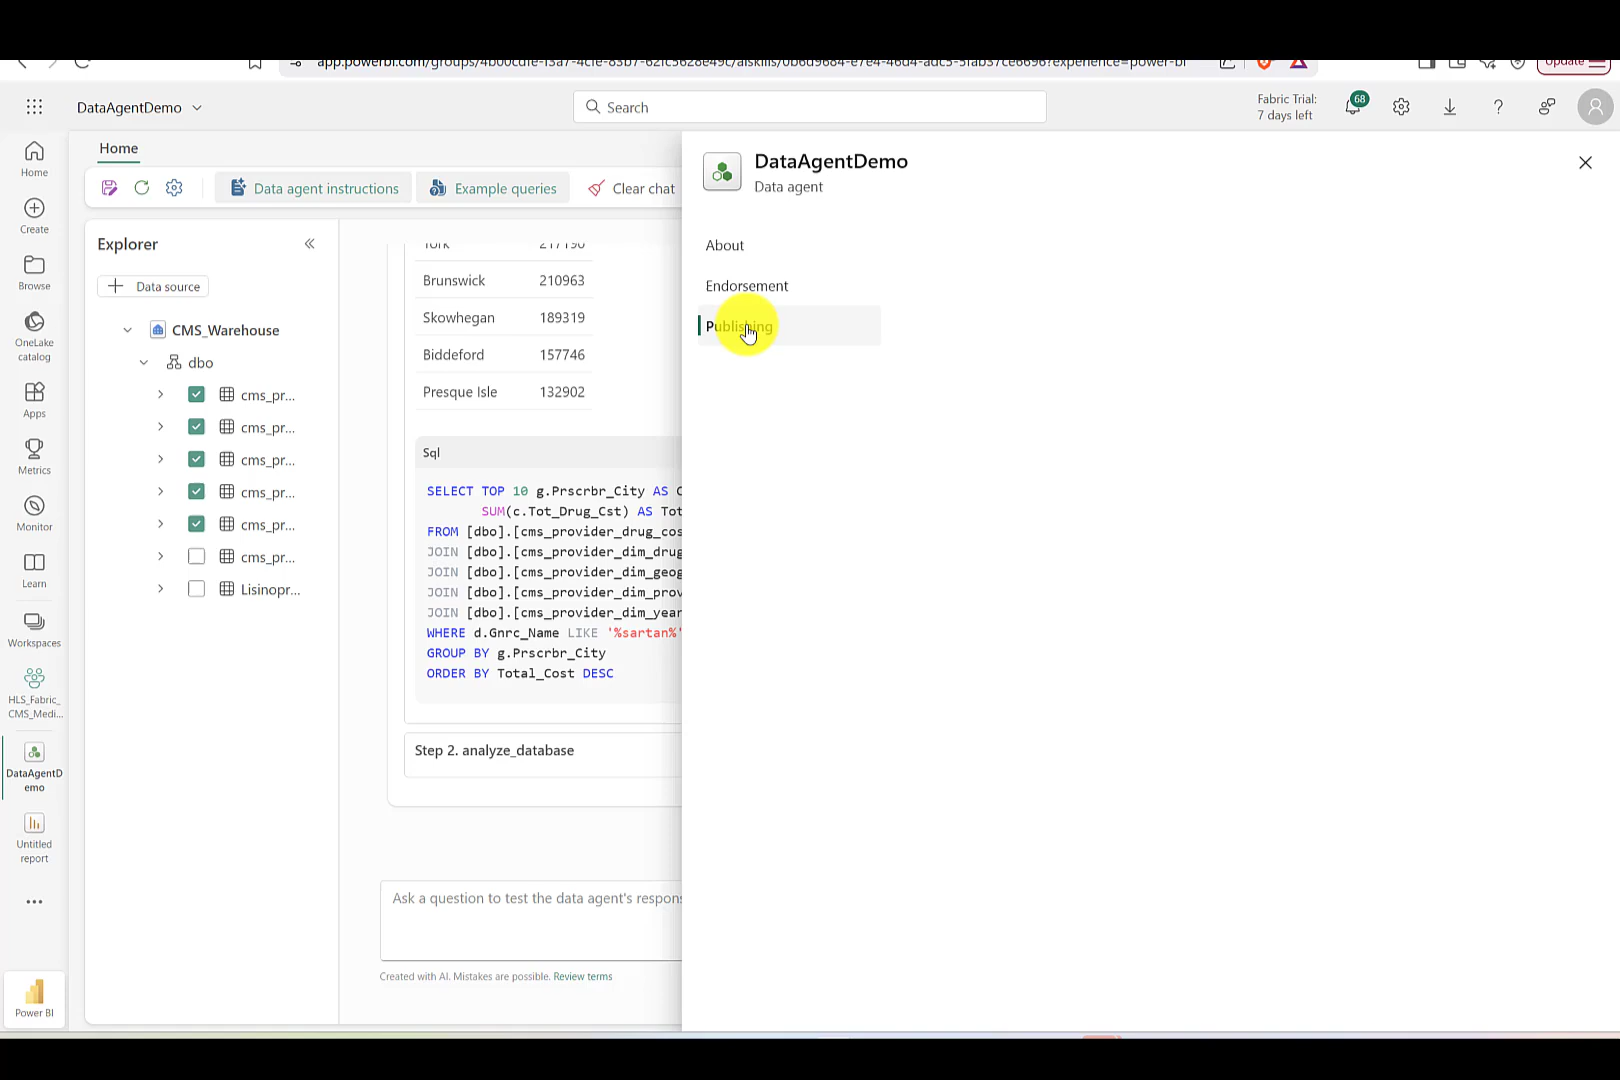 DataAgentDemo
Search
Fabric Trial:
7 days left
68
Update
Home
Create
Browse
OneLake
catalog
Apps
Metrics
Monitor
Learn
Workspaces
HLS_Fabric_
CMS_Medi...
DataAgentD
emo
Untitled
report
Power BI
Home
Data agent instructions
Example queries
Clear chat
Explorer
Data source
CMS_Warehouse
dbo
cms_pr...
cms_pr...
cms_pr...
cms_pr...
cms_pr...
cms_pr...
Lisinopr...
York 217190
Brunswick 210963
Skowhegan 189319
Biddeford 157746
Presque Isle 132902
Sql
SELECT TOP 10 g.Prscrbr_City AS C
SUM(c.Tot_Drug_Cst) AS Tot
FROM [dbo].[cms_provider_drug_cos
JOIN [dbo].[cms_provider_dim_drug
JOIN [dbo].[cms_provider_dim_geog
JOIN [dbo].[cms_provider_dim_prov
JOIN [dbo].[cms_provider_dim_year
WHERE d.Gnrc_Name LIKE '%sartan%'
GROUP BY g.Prscrbr_City
ORDER BY Total_Cost DESC
Step 2. analyze_database
Ask a question to test the data agent's respons
Created with AI. Mistakes are possible. Review terms
DataAgentDemo
Data agent
About
Endorsement
Publishing